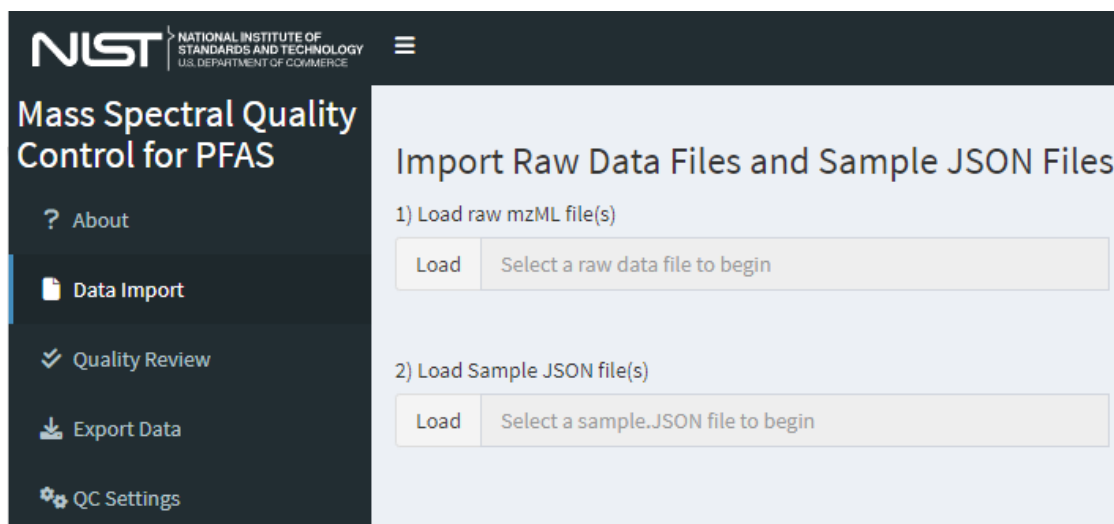 NIST
NATIONAL INSTITUTE OF
STANDARDS AND TECHNOLOGY
U.S. DEPARTMENT OF COMMERCE
Mass Spectral Quality
Control for PFAS
? About
Data Import
Quality Review
Export Data
QC Settings
Import Raw Data Files and Sample JSON Files
1) Load raw mzML file(s)
Load Select a raw data file to begin
2) Load Sample JSON file(s)
Load Select a sample.JSON file to begin